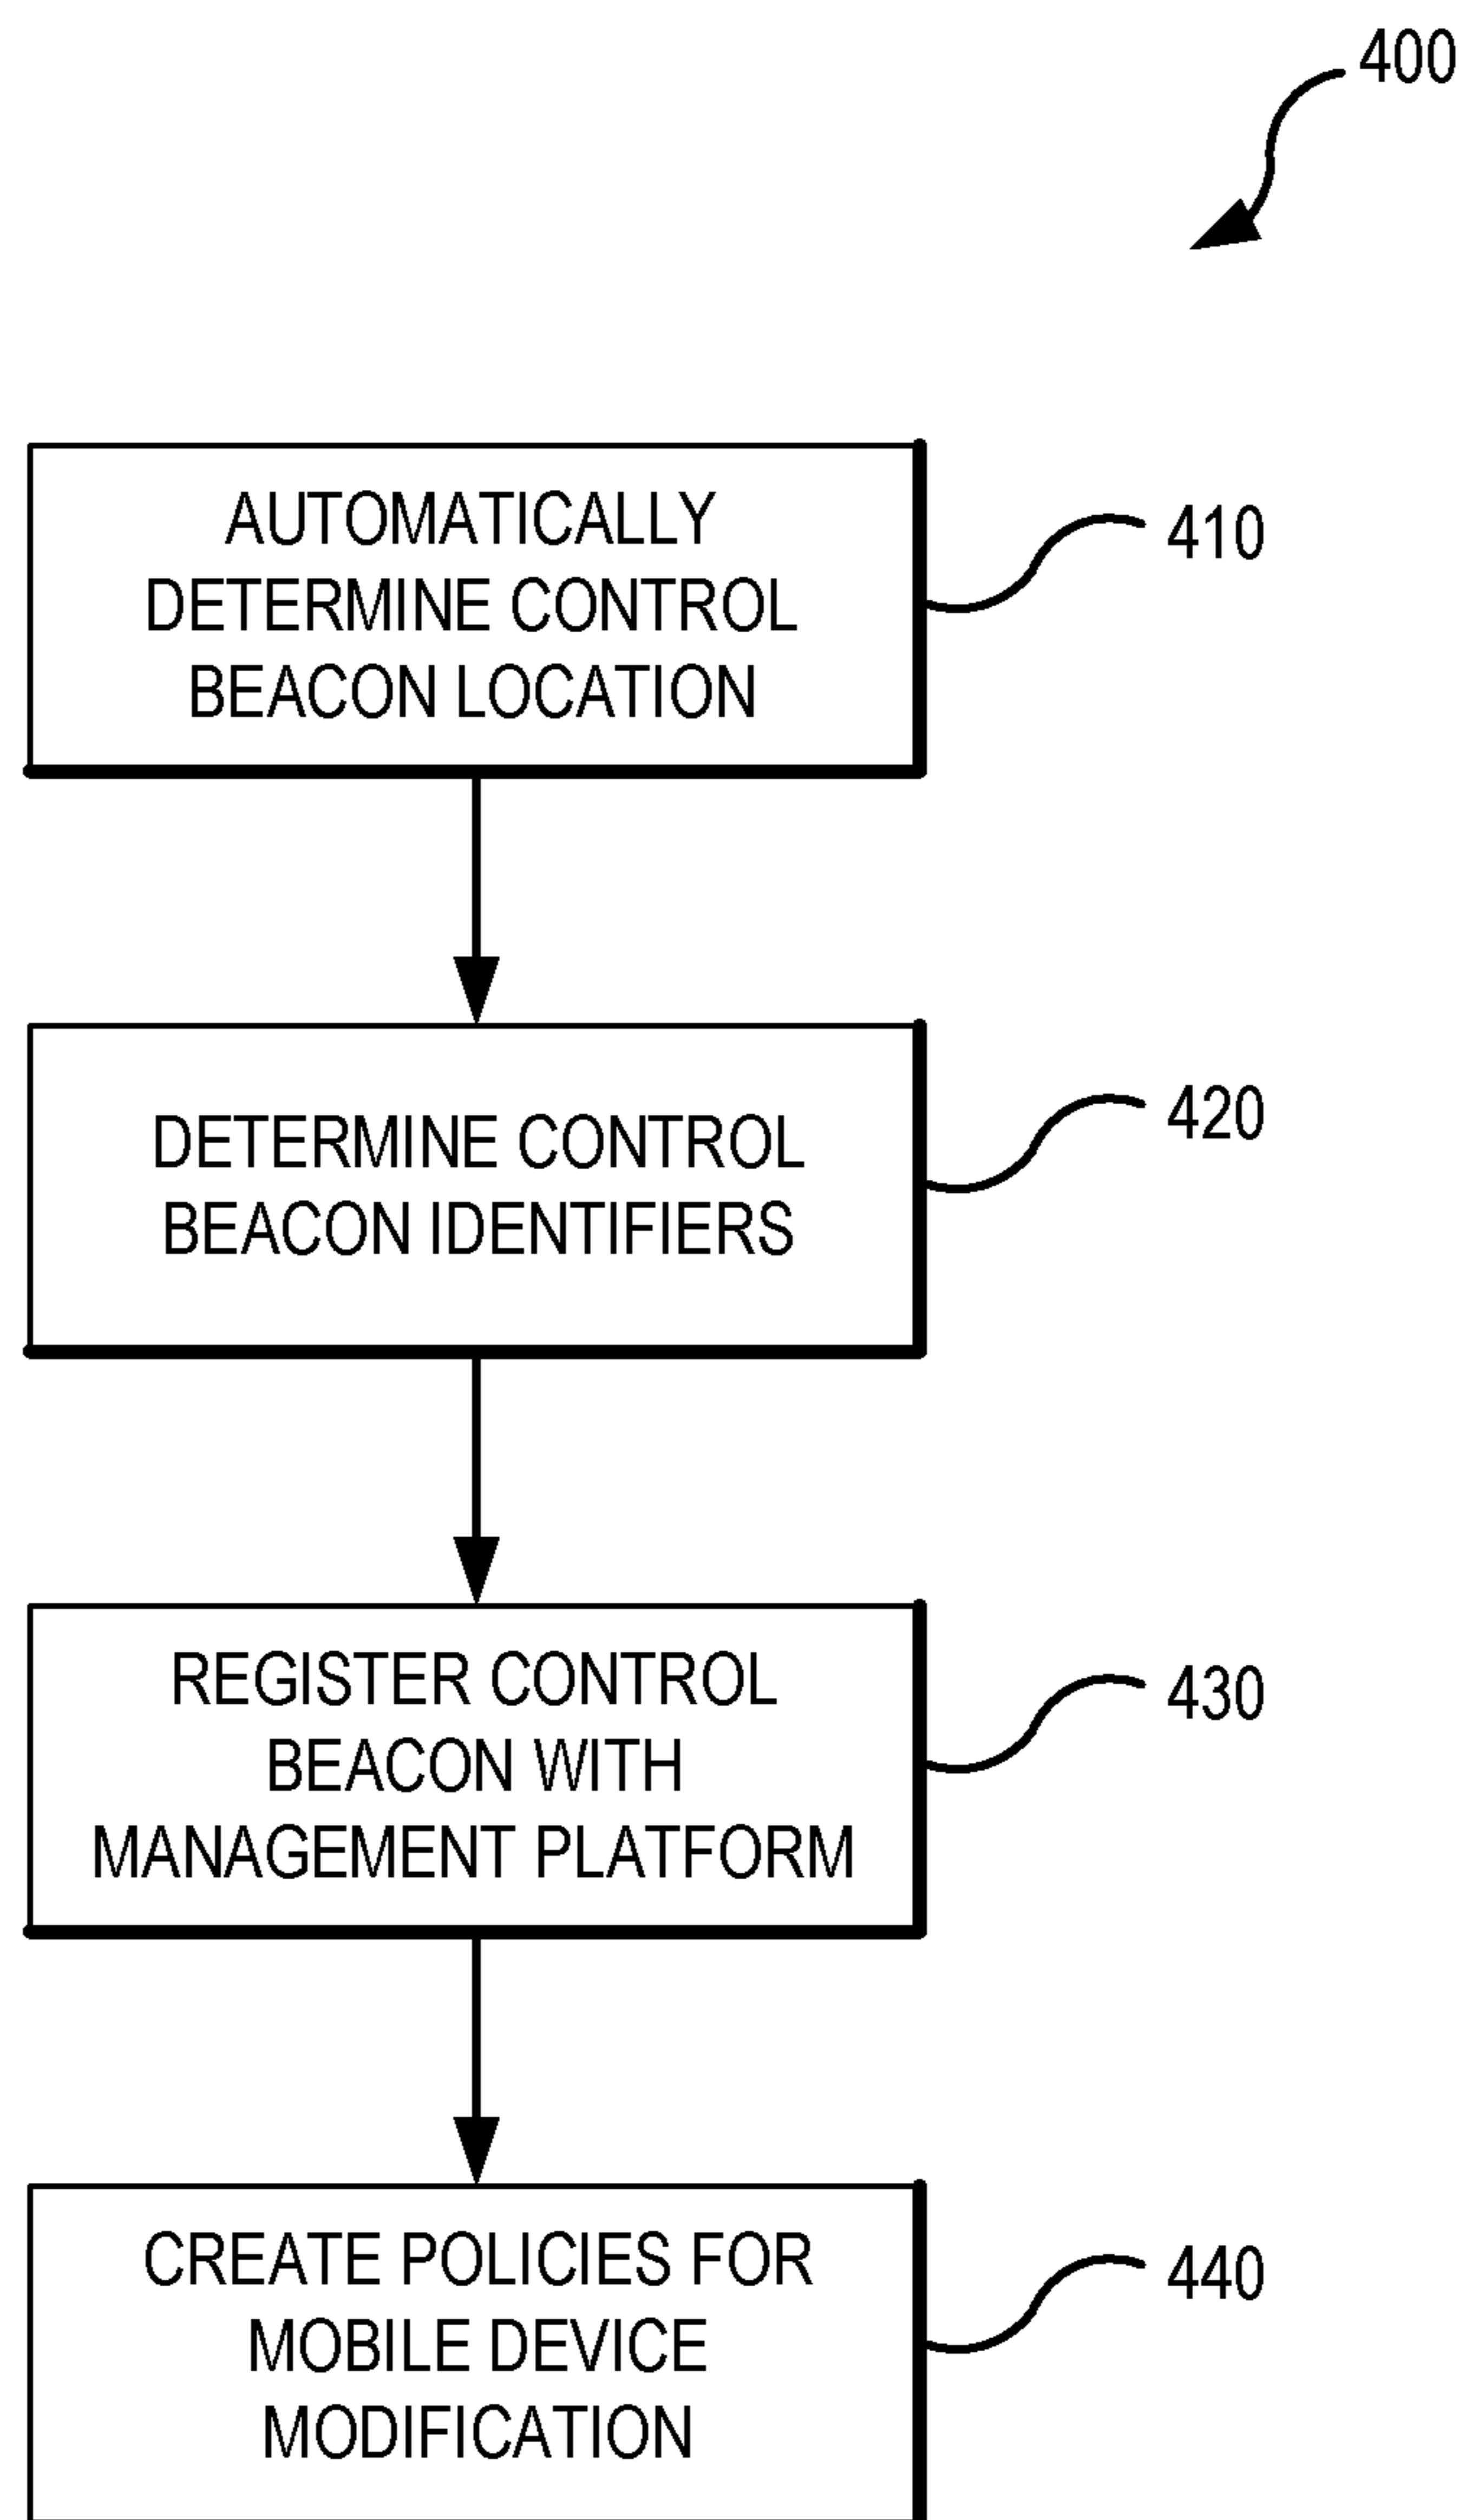 400
AUTOMATICALLY
DETERMINE CONTROL
BEACON LOCATION
410
DETERMINE CONTROL
BEACON IDENTIFIERS
420
REGISTER CONTROL
BEACON WITH
MANAGEMENT PLATFORM
430
CREATE POLICIES FOR
MOBILE DEVICE
MODIFICATION
440